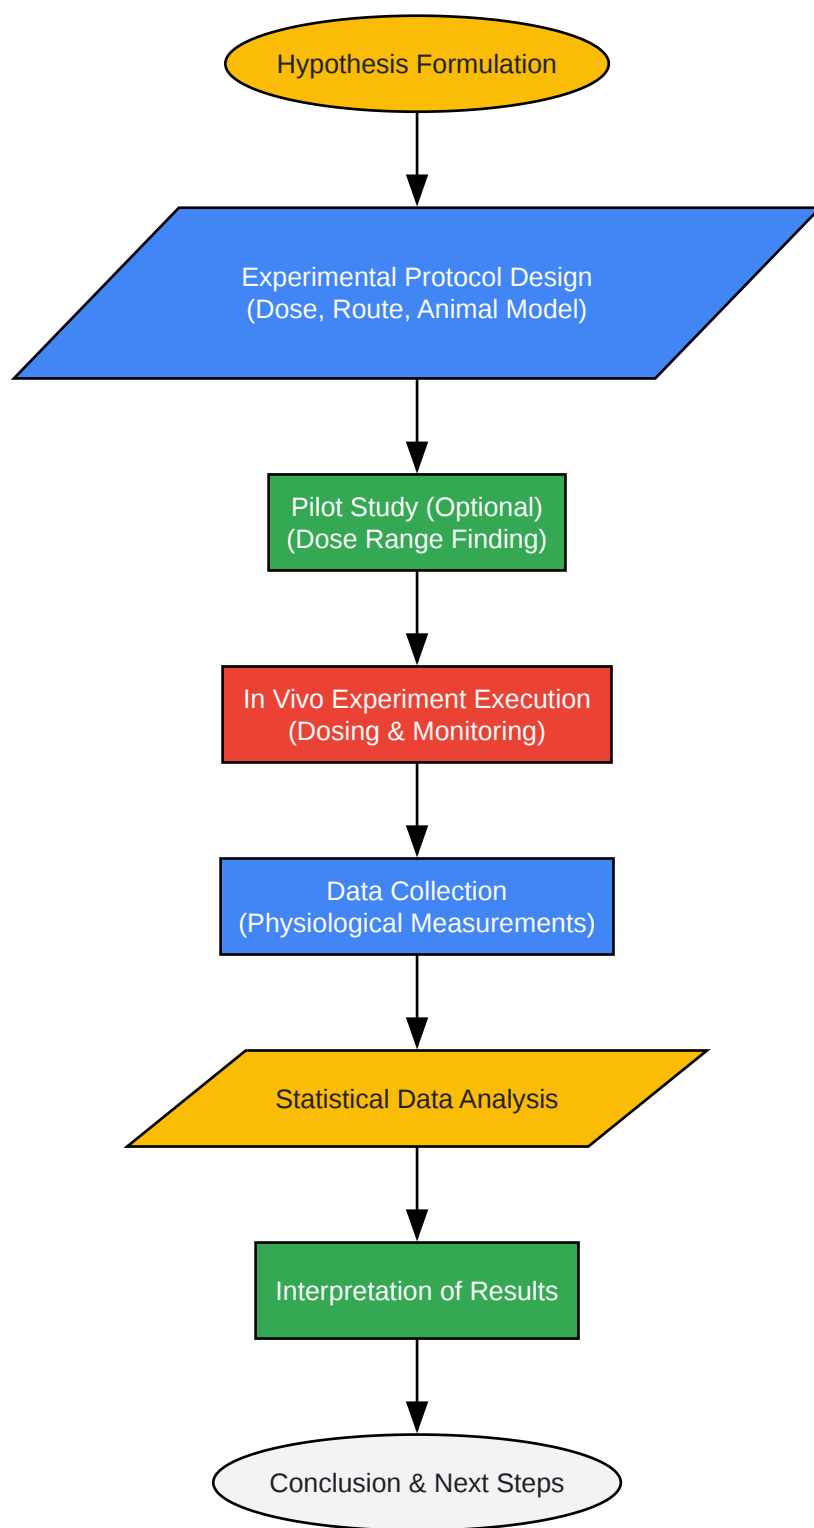 Hypothesis Formulation
Experimental Protocol Design
(Dose, Route, Animal Model)
Pilot Study (Optional)
(Dose Range Finding)
In Vivo Experiment Execution
(Dosing & Monitoring)
Data Collection
(Physiological Measurements)
Statistical Data Analysis
Interpretation of Results
Conclusion & Next Steps